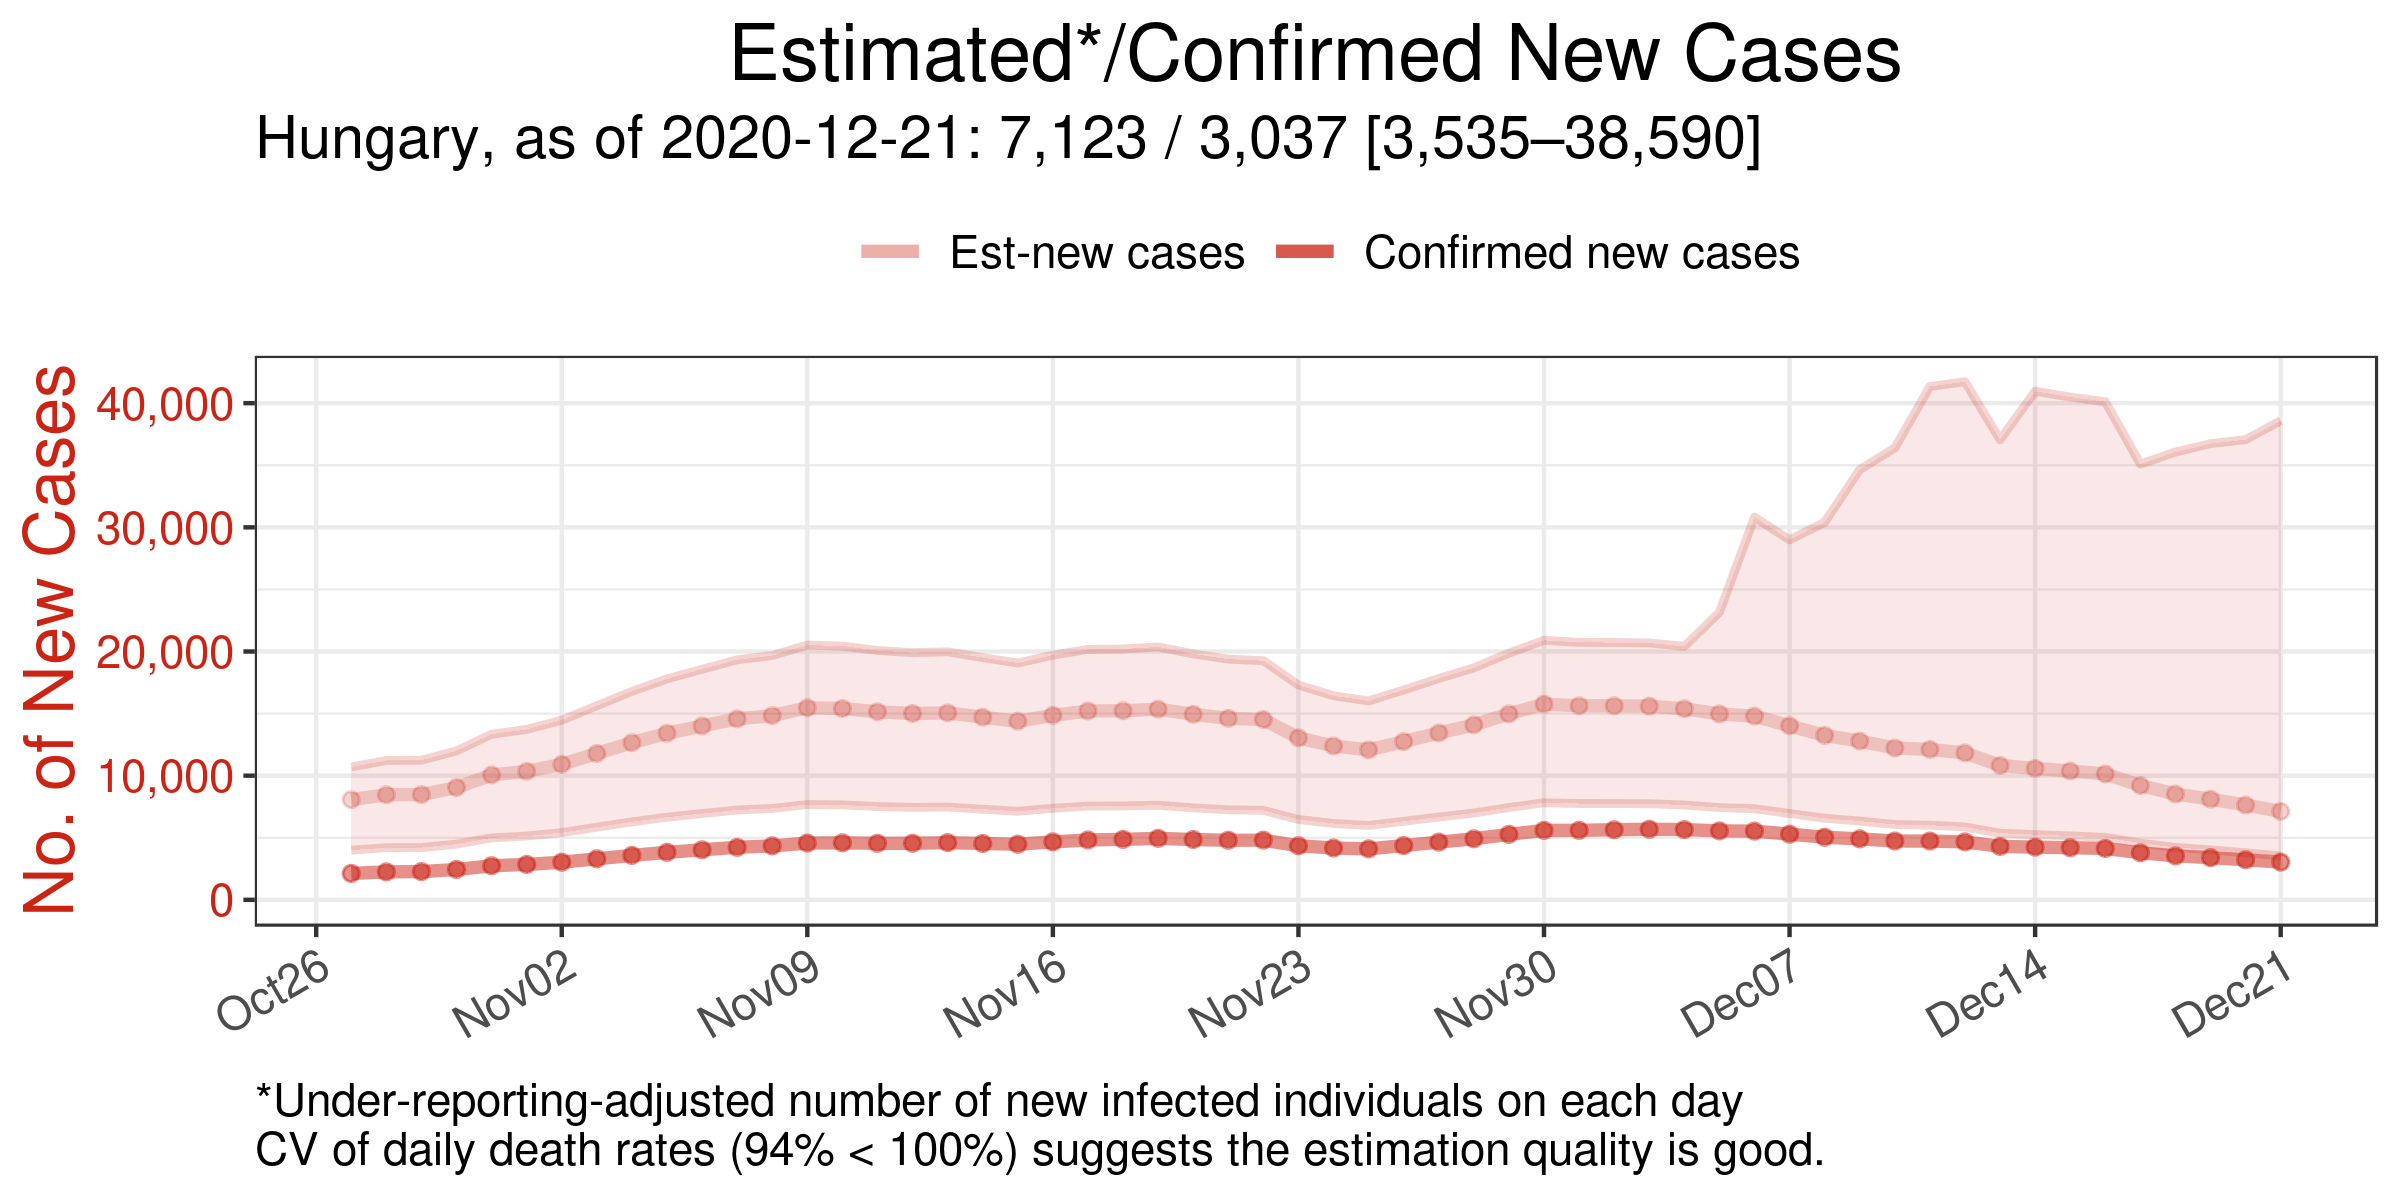 Estimated*/Confirmed New Cases
Hungary, as of 2020-12-21: 7,123 / 3,037 [3,535–38,590]
Est-new cases
Confirmed new cases
No. of New Cases
40,000
30,000
20,000
10,000
0
Oct26
Nov02
Nov09
Nov16
Nov23
Nov30
Dec07
Dec14
Dec21
*Under-reporting-adjusted number of new infected individuals on each day
CV of daily death rates (94% < 100%) suggests the estimation quality is good.